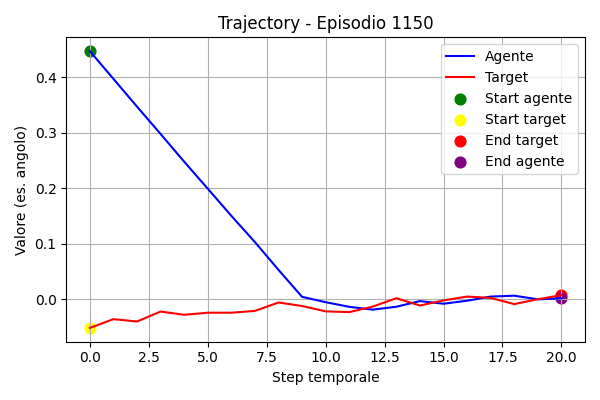 Trajectory - Episodio 1150
Valore (es. angolo)
0.4
0.3
0.2
0.1
0.0
Agente
Target
Start agente
Start target
End target
End agente
0.0 2.5 5.0 7.5 10.0 12.5 15.0 17.5 20.0
Step temporale